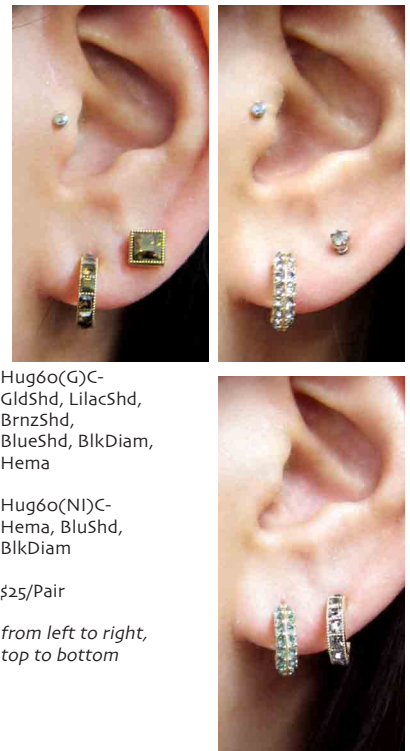 Hug60(G)C-
GldShd, LilacShd,
BrnzShd,
BlueShd, BlkDiam,
Hema
Hug60(NI)C-
Hema, BluShd,
BlkDiam
$25/Pair
from left to right,
top to bottom